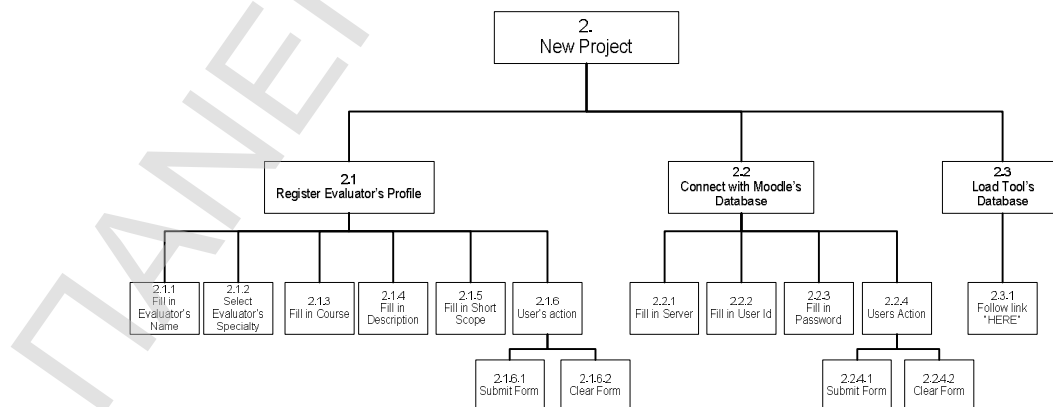 2.
New Project
2.1
Register Evaluator's Profile
2.2
Connect with Moodle's
Database
2.3
Load Tool's
Database
2.1.1
Fill in
Evaluator's
Name
2.1.2
Select
Evaluator's
Specialty
2.1.3
Fill in Course
2.1.4
Fill in
Description
2.1.5
Fill in Short
Scope
2.1.6
User's action
2.2.1
Fill in Server
2.2.2
Fill in User Id
2.2.3
Fill in
Password
2.2.4
Users Action
2.3.1
Follow link
"HERE"
2.1.6.1
Submit Form
2.1.6.2
Clear Form
2.2.4.1
Submit Form
2.2.4.2
Clear Form
ΠΑΝΕΙ